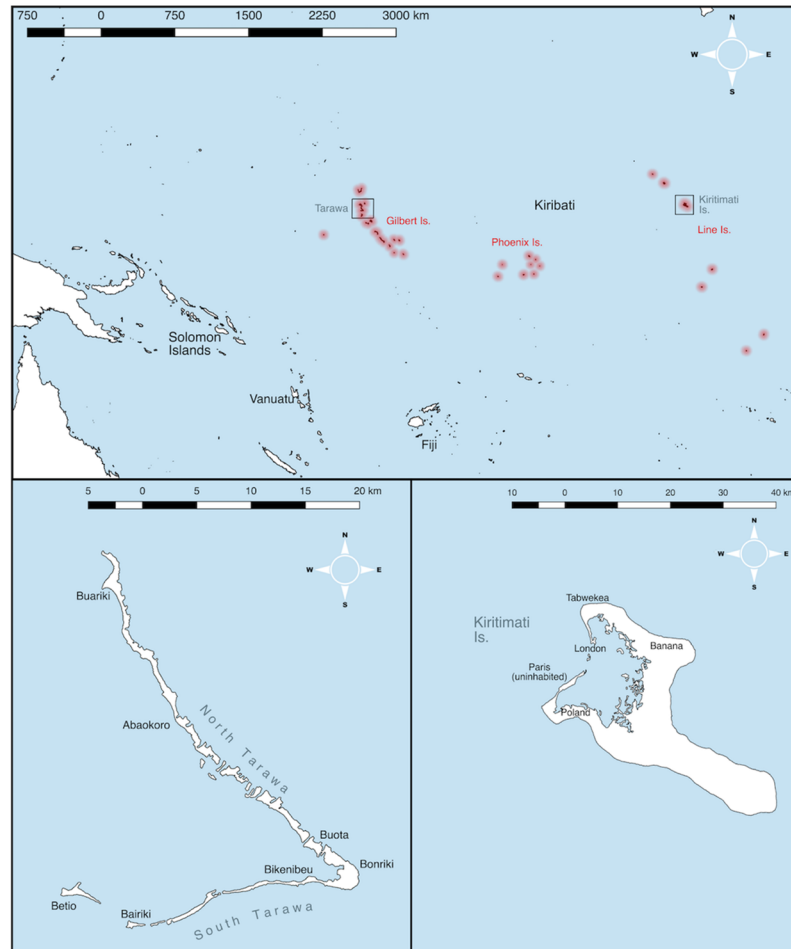 750 0 750 1500 2250 3000 km
N
W E
S
Tarawa
Gilbert Is.
Kiribati
Kiritimati
Is.
Line Is.
Phoenix Is.
Solomon
Islands
Vanuatu
Fiji
5 0 5 10 15 20 km
N
W E
S
Buariki
Abaokoro
North Tarawa
Buota
Bonriki
Bikenibeu
Betio
Bairiki
South Tarawa
10 0 10 20 30 40 km
N
W E
S
Tabwekea
Kiritimati
Is.
London
Banana
Paris
(uninhabited)
Poland